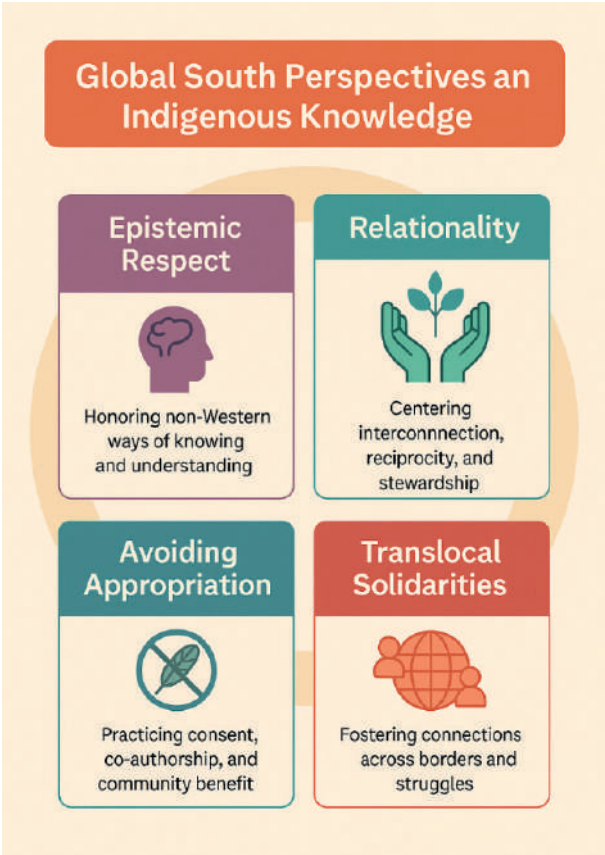 Global South Perspectives an
Indigenous Knowledge
Epistemic
Respect
Honoring non-Western
ways of knowing
and understanding
Relationality
Centering
interconnnection,
reciprocity, and
stewardship
Avoiding
Appropriation
Practicing consent,
co-authorship, and
community benefit
Translocal
Solidarities
Fostering connections
across borders and
struggles